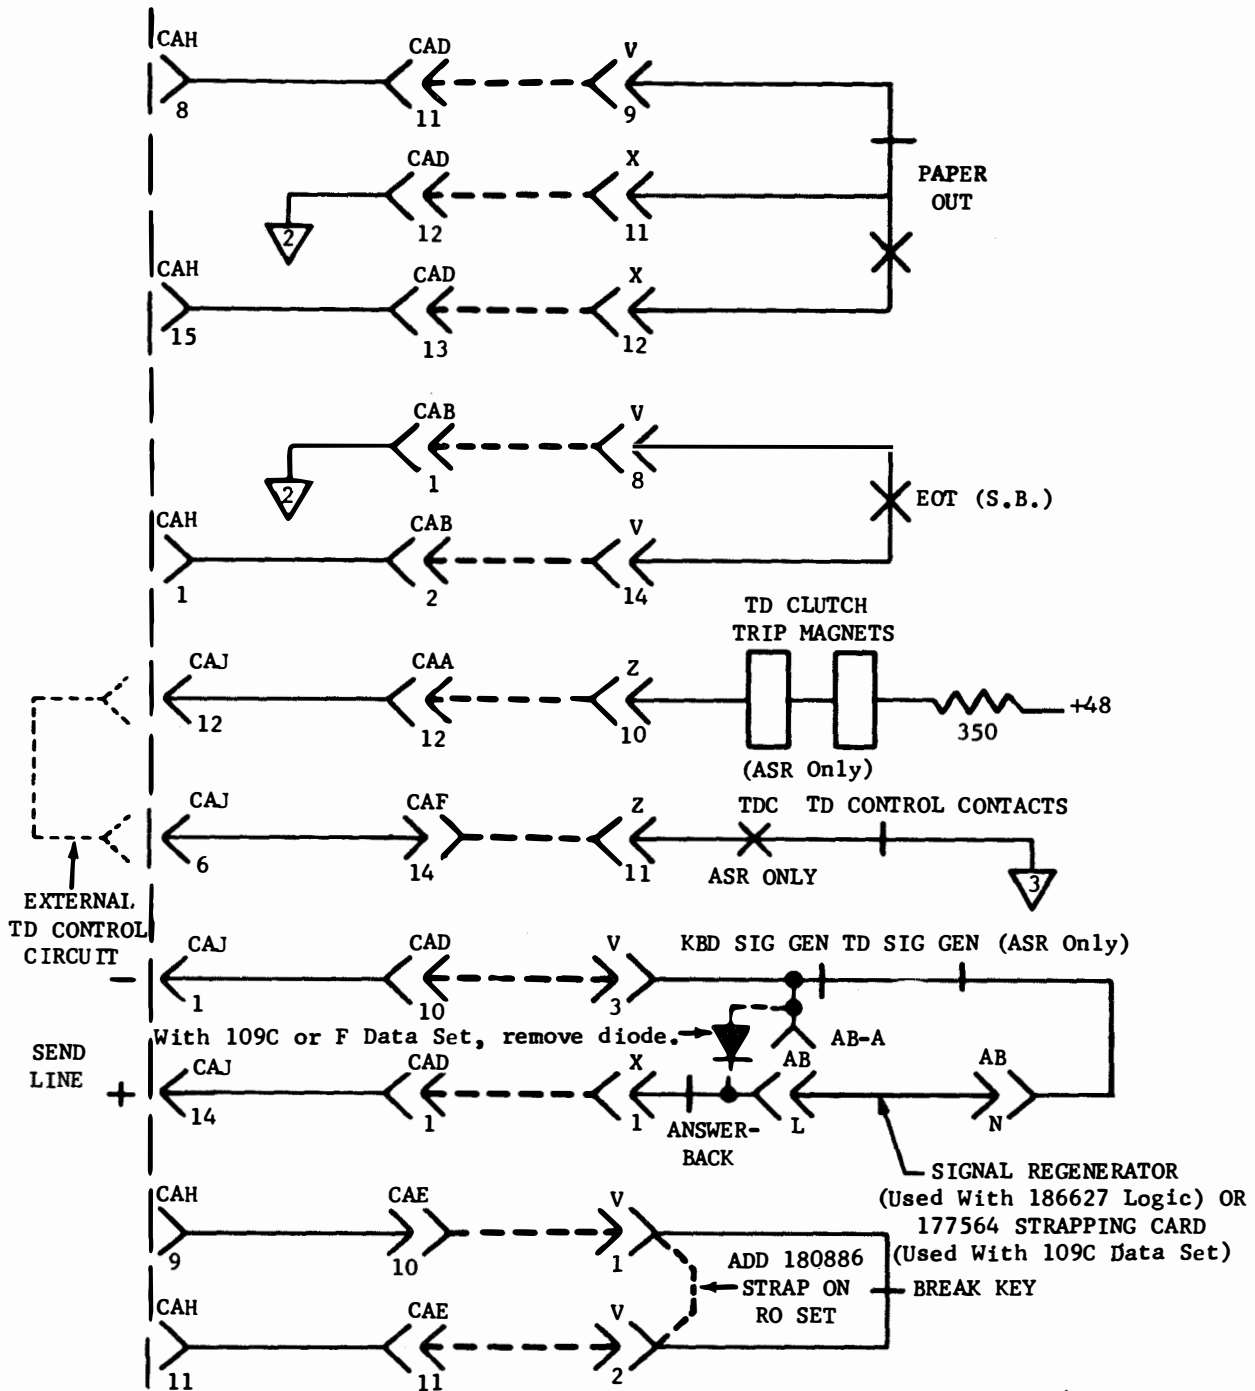 CAH CAD V
8 11 9
CAD X
PAPER
OUT
2 12 11
CAH CAD X
15 13 12
CAB V
2 1 8
EOT (S.B.)
CAH CAB V
1 2 14
TD CLUTCH
TRIP MAGNETS
CAJ CAA Z
12 12 10
350
+48
(ASR Only)
CAJ CAF Z TDC TD CONTROL CONTACTS
6 14 11 ASR ONLY 3
EXTERNAL
TD CONTROL
CIRCUIT
CAJ CAD V KBD SIG GEN TD SIG GEN (ASR Only)
-
1 10 3
With 109C or F Data Set, remove diode.
AB-A
SEND
LINE
CAJ CAD X AB AB
+
14 1 1 L N
ANSWER-
BACK
SIGNAL REGENERATOR
(Used With 186627 Logic) OR
177564 STRAPPING CARD
(Used With 109C Data Set)
CAH CAE V
9 10 1
ADD 180886
STRAP ON
RO SET
BREAK KEY
CAH CAE V
11 11 2